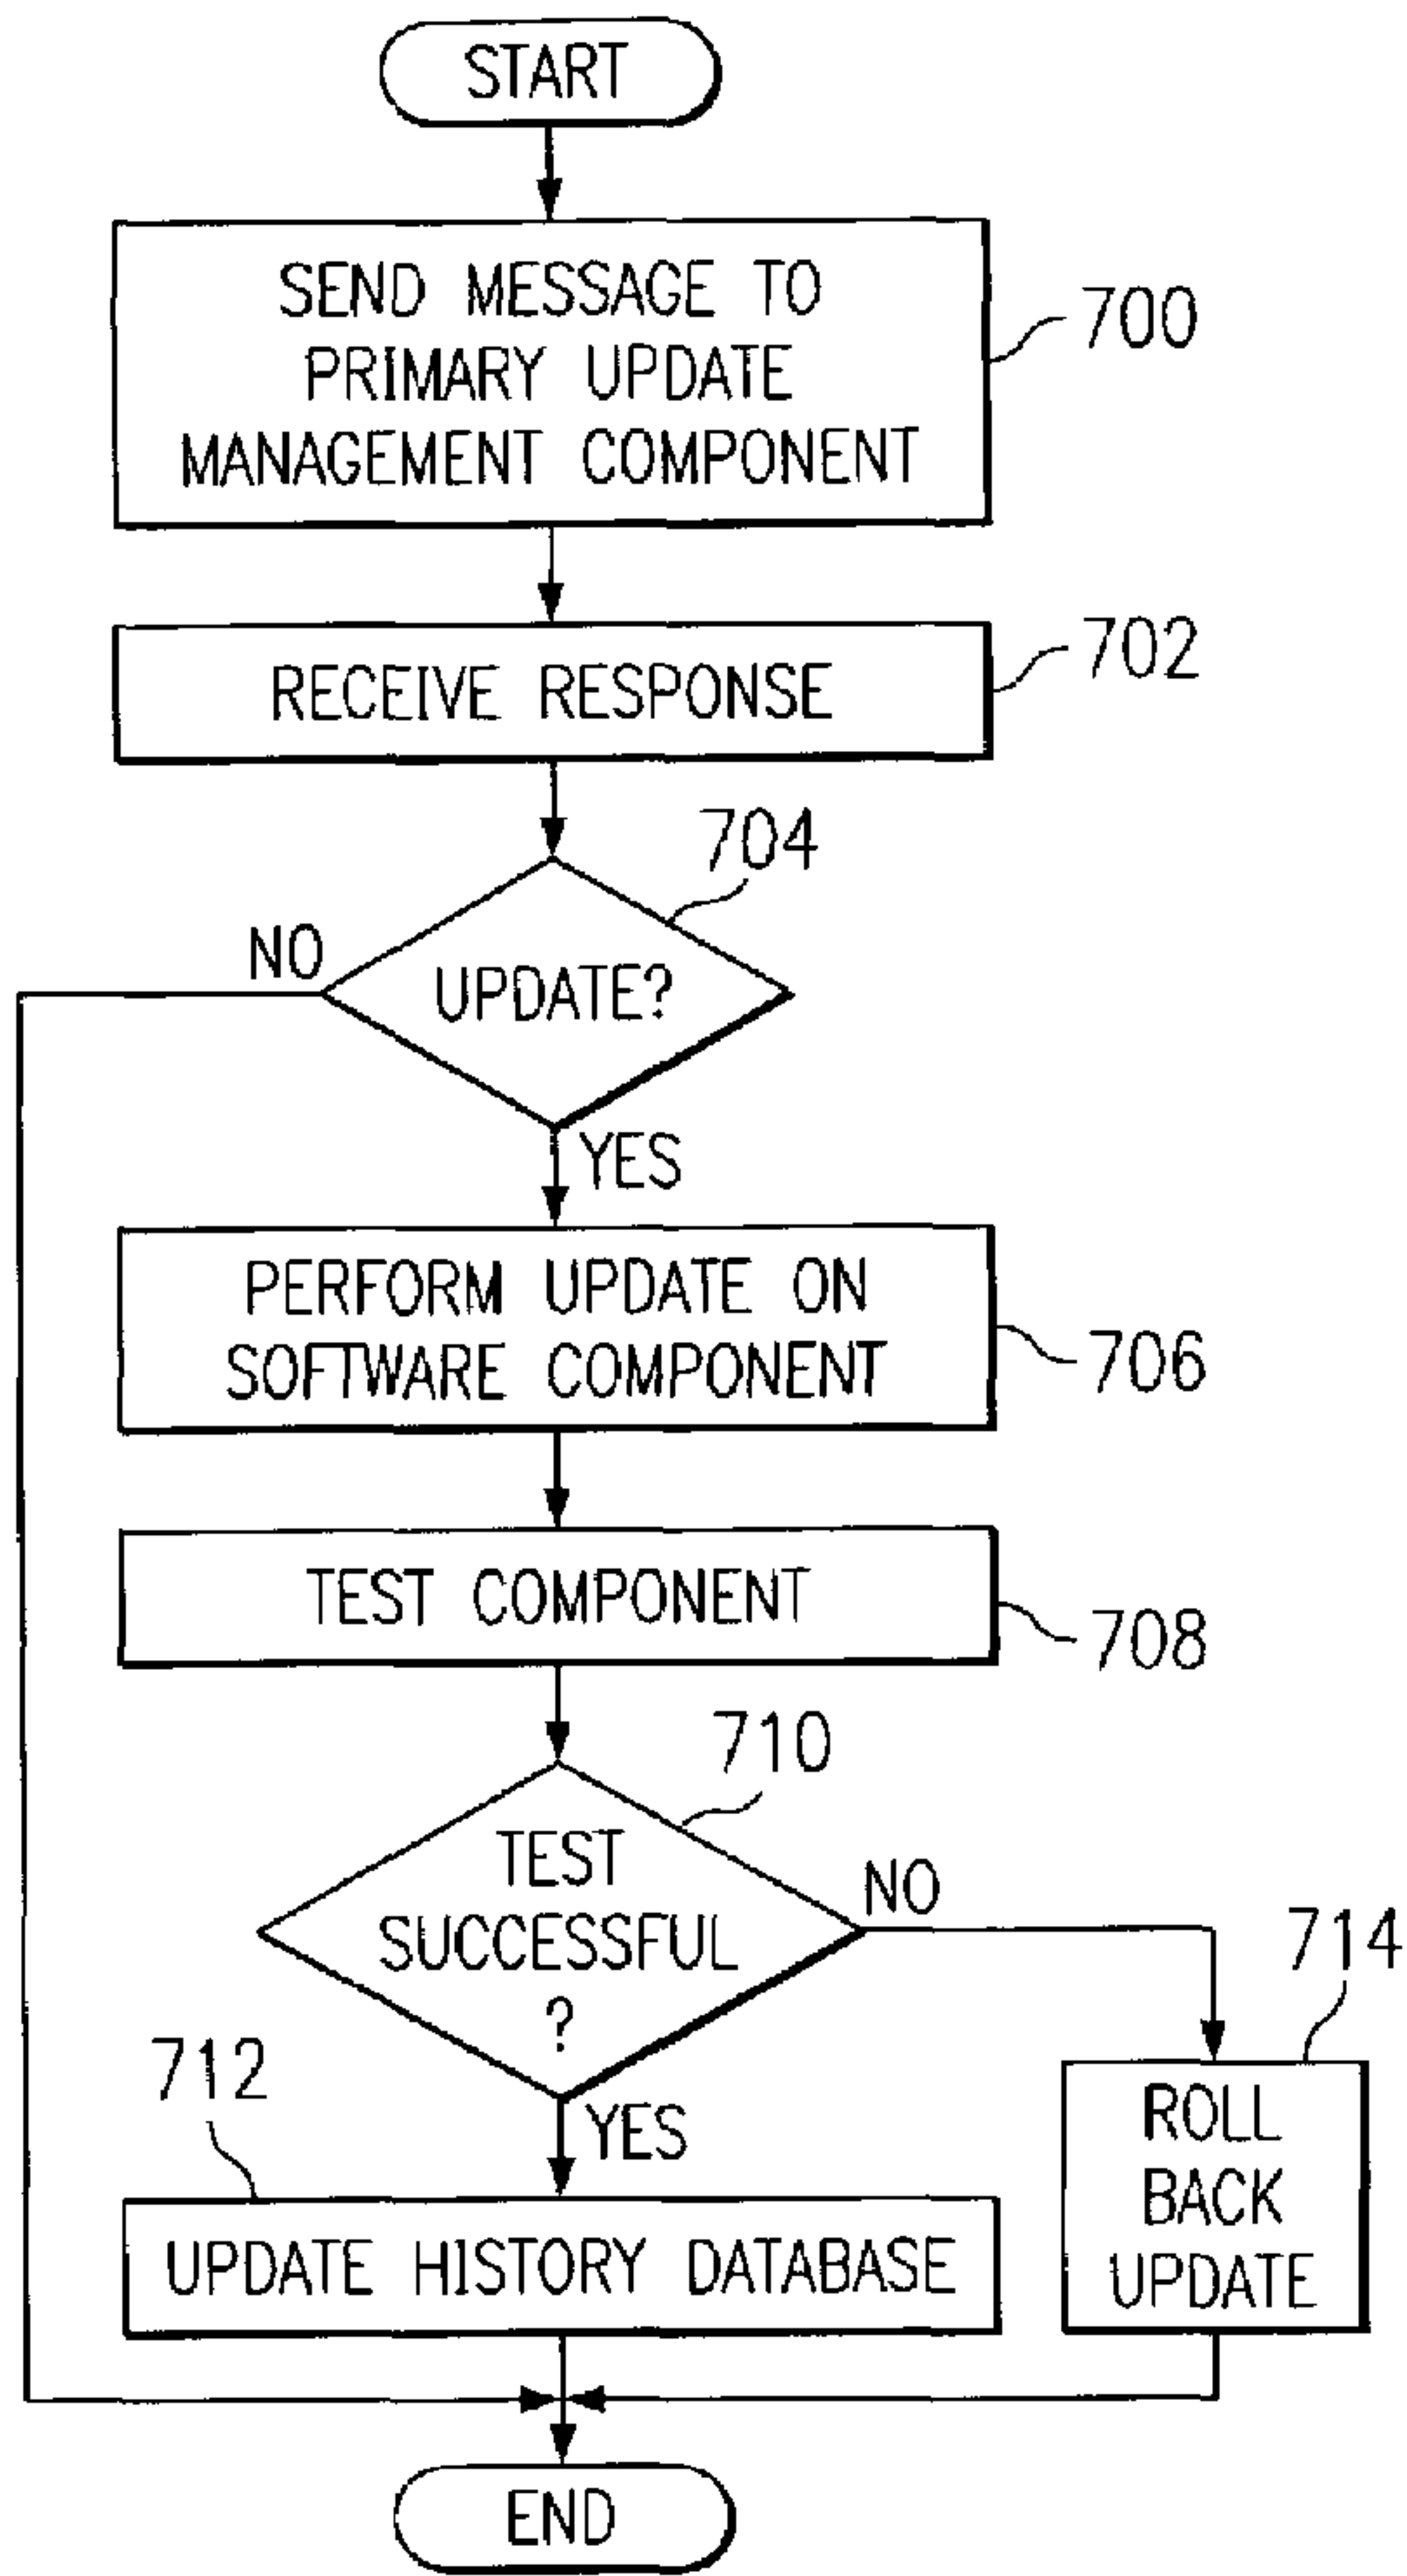 START
SEND MESSAGE TO
PRIMARY UPDATE
MANAGEMENT COMPONENT
700
RECEIVE RESPONSE
702
704
NO
UPDATE?
YES
PERFORM UPDATE ON
SOFTWARE COMPONENT
706
TEST COMPONENT
708
710
TEST
SUCCESSFUL
?
NO
714
712
YES
ROLL
BACK
UPDATE
UPDATE HISTORY DATABASE
END